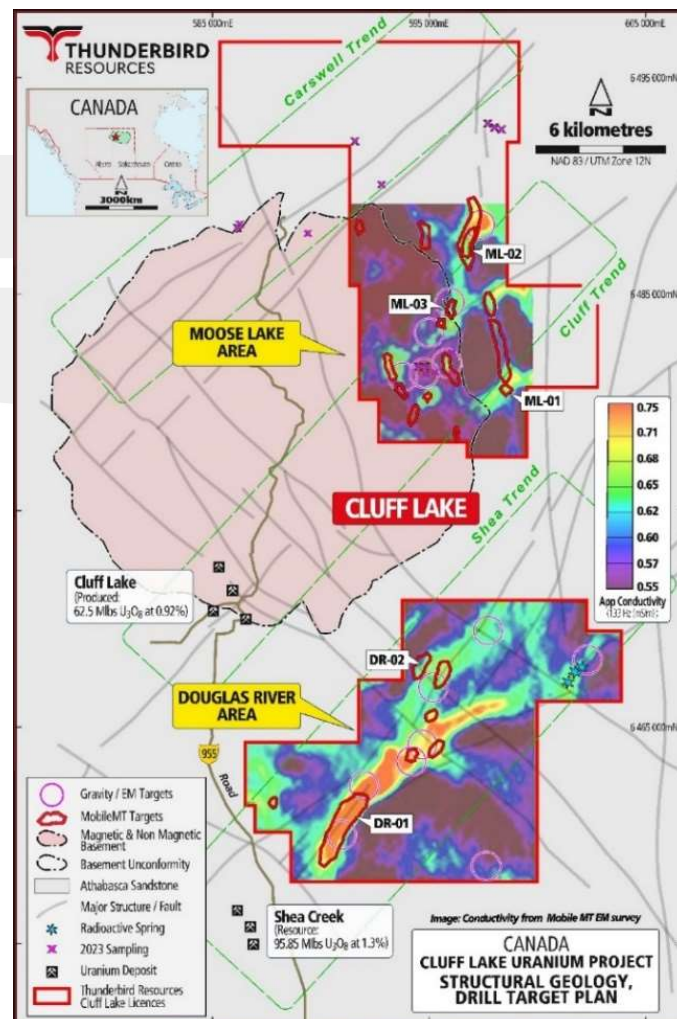 585 000mE
595 000mE
665 000mE
THUNDERBIRD
RESOURCES
Carswell Trend
6 495 000mN
CANADA
N
3000km
N
6 kilometres
NAD 83 / UTM Zone 12N
ML-02
Cluff Trend
6 485 000mN
ML-03
MOOSE LAKE
AREA
ML-01
0.75
0.71
0.67
0.65
0.63
0.62
0.60
0.57
0.55
App Conductivity
Shea Trend
CLUFF LAKE
Cluff Lake
(Produced:
62.5 Mlbs U₃O₈ at 0.92%)
DR-02
DOUGLAS RIVER
AREA
6 465 000mN
955
Road
DR-01
Gravity / EM Targets
MobileMT Targets
Magnetic & Non Magnetic
Basement
Basement Unconformity
Athabasca Sandstone
Major Structure / Fault
Radioactive Spring
2023 Sampling
Uranium Deposit
Thunderbird Resources
Cluff Lake Licences
Shea Creek
(Resource:
95.85 Mlbs U₃O₈ at 1.3%)
Image: Conductivity from Mobile MT EM survey
CANADA
CLUFF LAKE URANIUM PROJECT
STRUCTURAL GEOLOGY,
DRILL TARGET PLAN